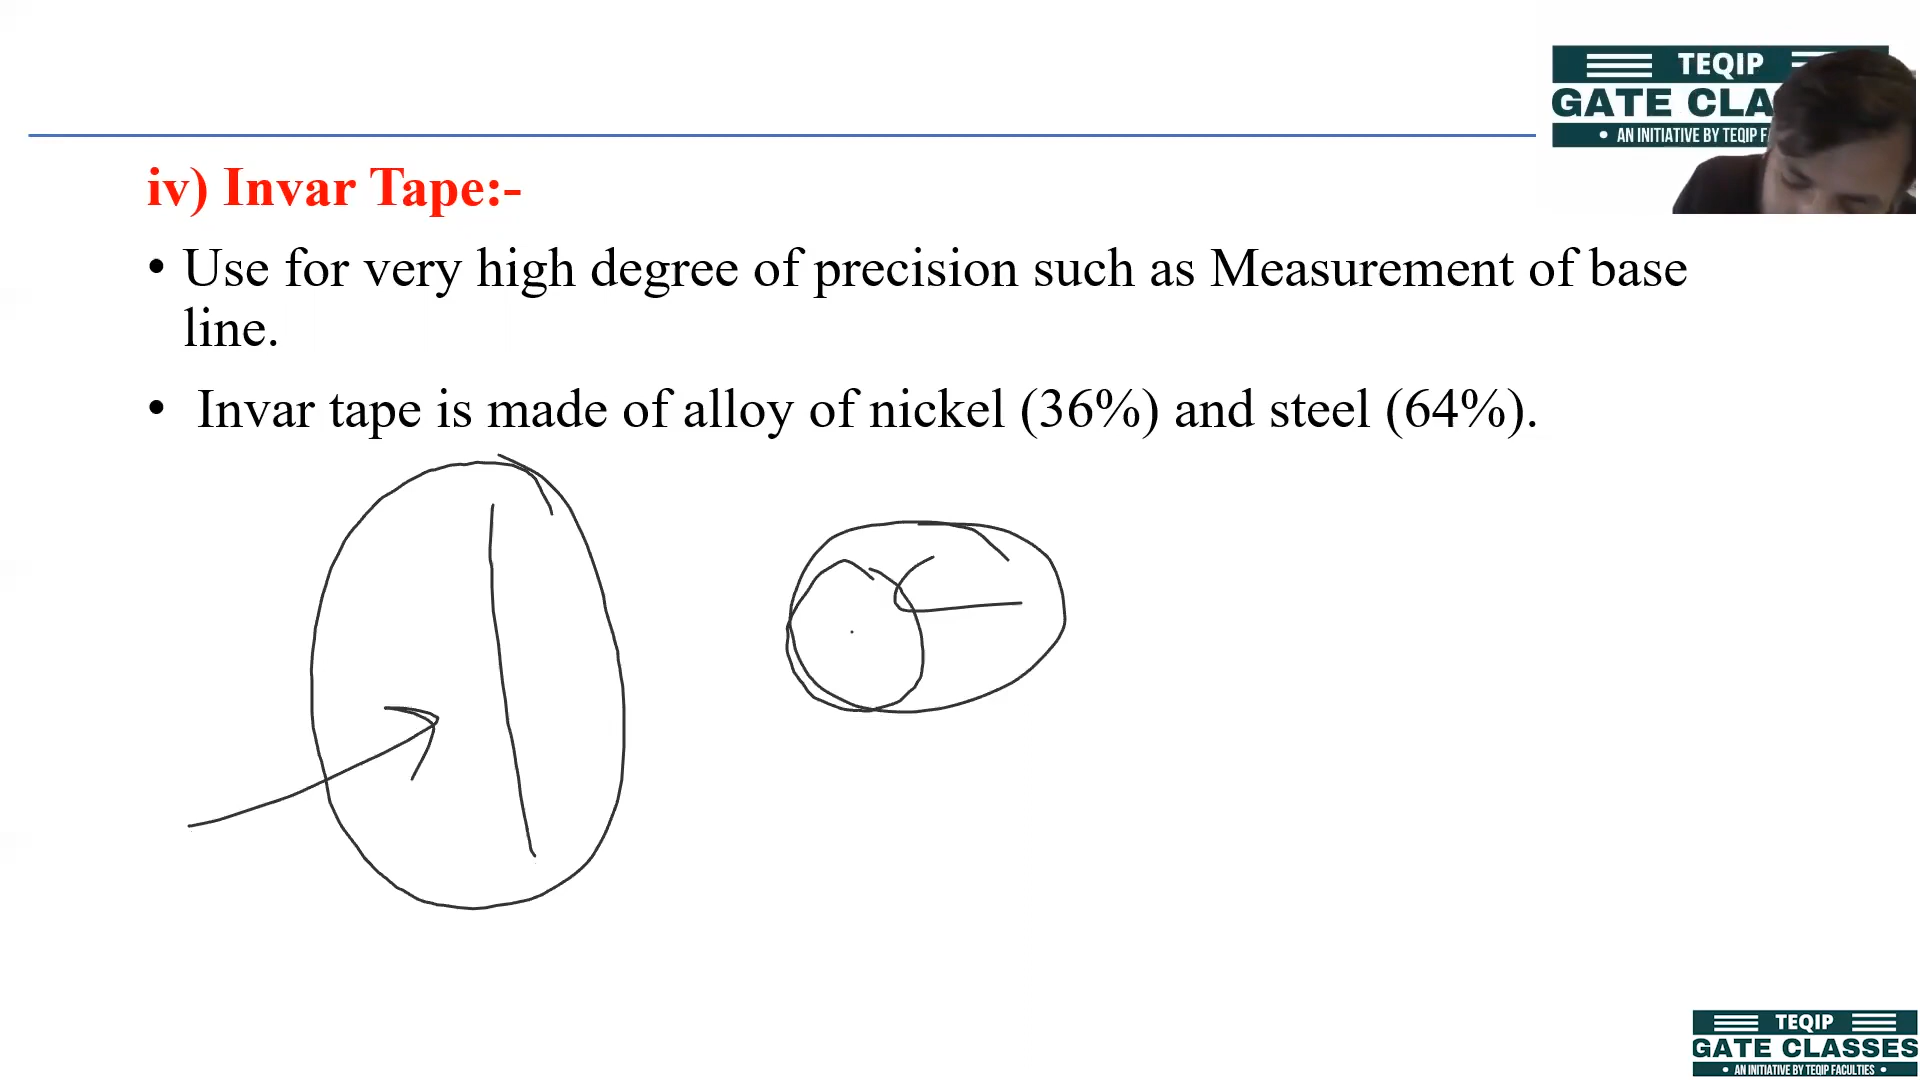 TEQIP
GATE CLA
• AN INITIATIVE BY TEQIP F
iv) Invar Tape:-
• Use for very high degree of precision such as Measurement of base
line.
• Invar tape is made of alloy of nickel (36%) and steel (64%).
TEQIP
GATE CLASSES
• AN INITIATIVE BY TEQIP FACULTIES •